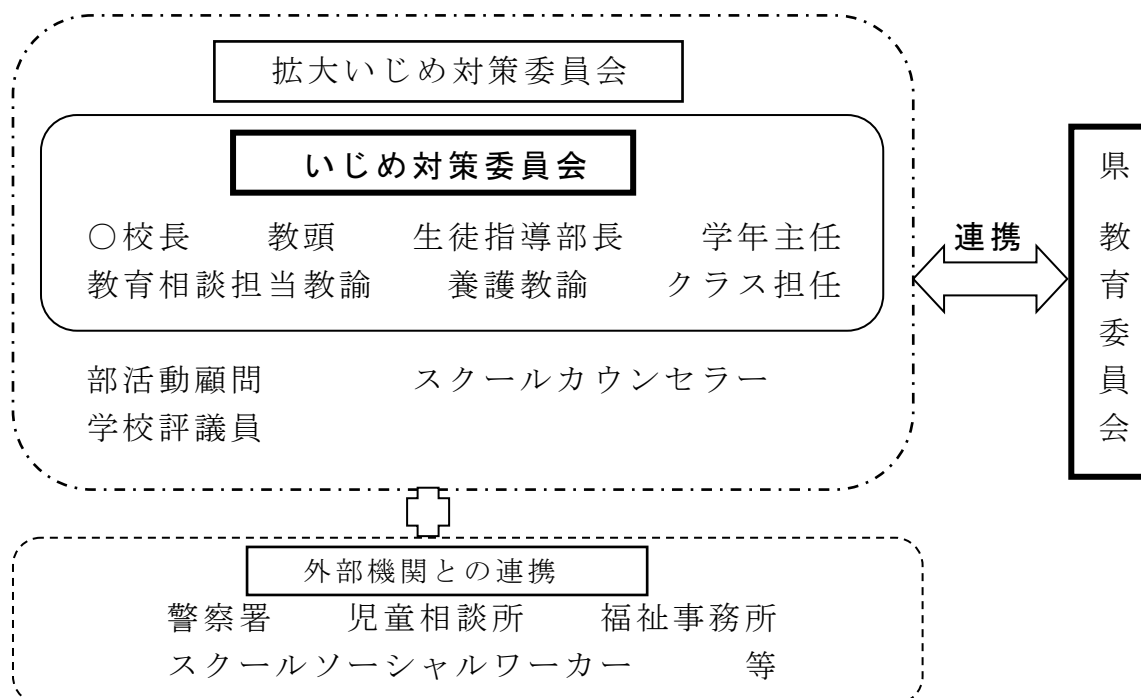 拡大いじめ対策委員会
いじめ対策委員会
○校長 教頭 生徒指導部長 学年主任
教育相談担当教諭 養護教諭 クラス担任
部活動顧問 スクールカウンセラー
学校評議員
連携
県教育委員会
外部機関との連携
警察署 児童相談所 福祉事務所
スクールソーシャルワーカー 等